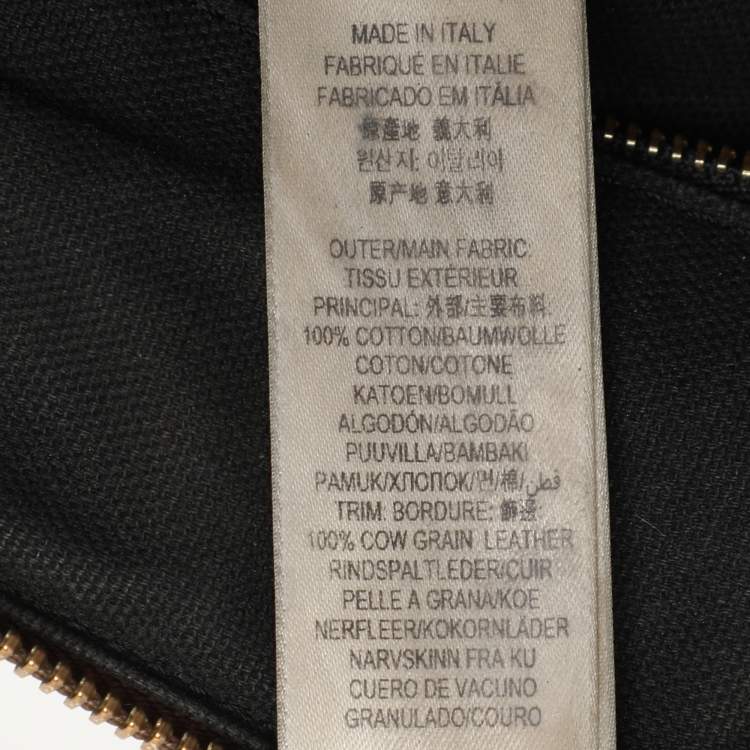 MADE IN ITALY
FABRIQUÉ EN ITALIE
FABRICADO EM ITÁLIA
原產地 義大利
원산지: 이탈리아
原产地 意大利
OUTER/MAIN FABRIC:
TISSU EXTÉRIEUR
PRINCIPAL: 外部/主要布料:
100% COTTON/BAUMWOLLE
COTON/COTONE
KATOEN/BOMULL
ALGODÓN/ALGODÃO
PUUVILLA/BAMBAKI
PAMUK/ХЛОПОК/면/棉/قطن
TRIM: BORDURE: 飾邊:
100% COW GRAIN LEATHER
RINDSPALTLEDER/CUIR
PELLE A GRANA/KOE
NERFLEER/KOKORNLÄDER
NARVSKINN FRA KU
CUERO DE VACUNO
GRANULADO/COURO